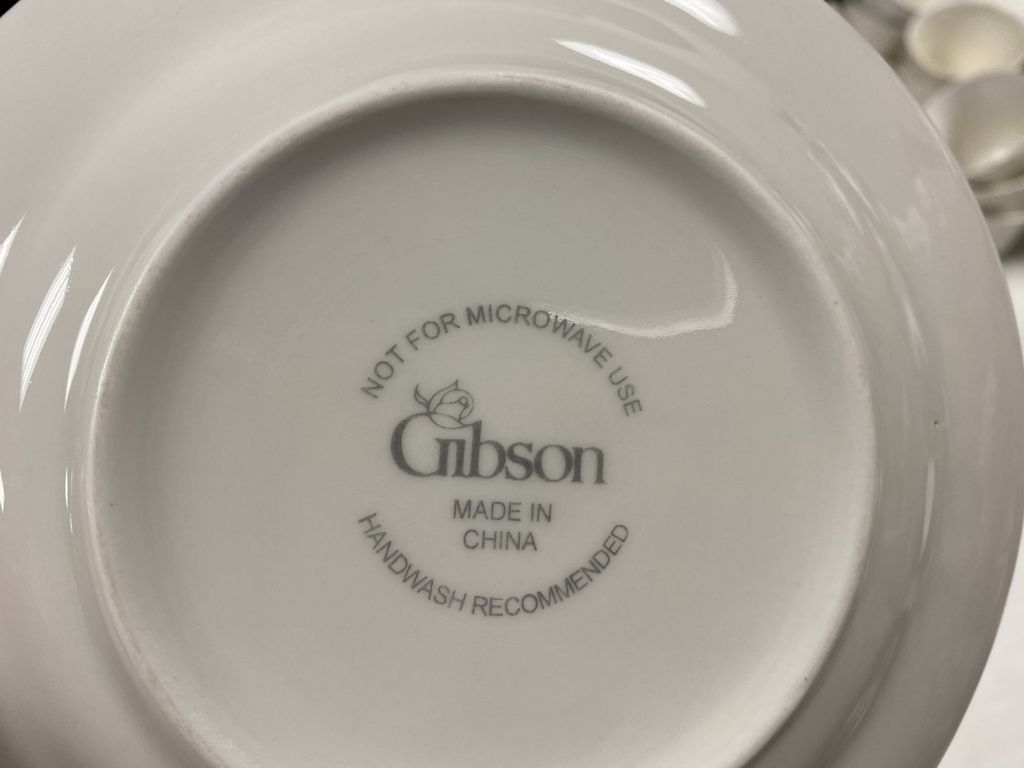 NOT FOR MICROWAVE USE
Gibson
MADE IN
CHINA
HANDWASH RECOMMENDED